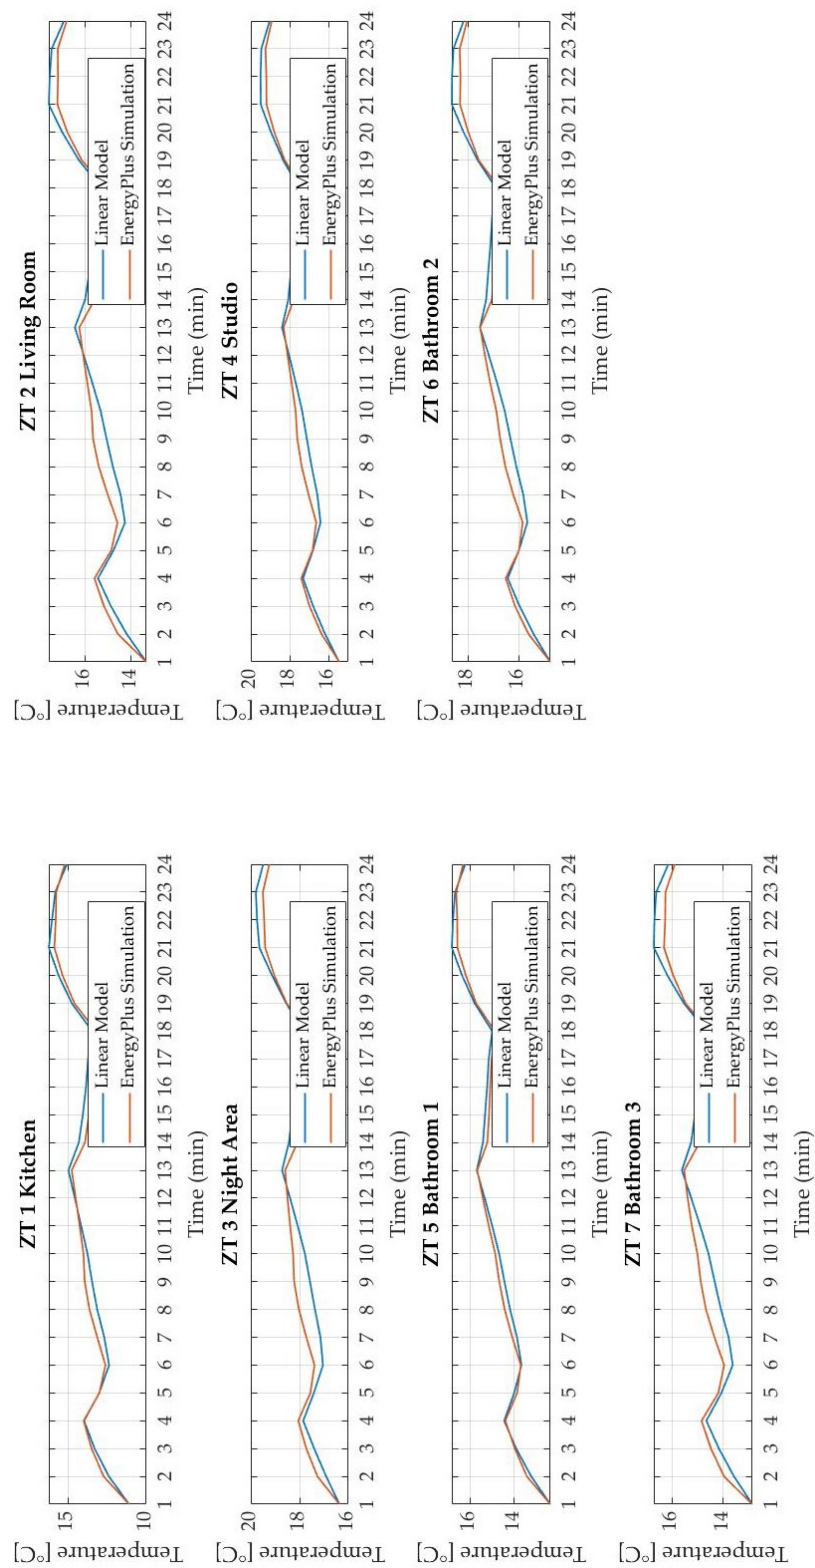 ZT 1 Kitchen
Temperature [°C]
15
10
Linear Model
EnergyPlus Simulation
1 2 3 4 5 6 7 8 9 10 11 12 13 14 15 16 17 18 19 20 21 22 23 24
Time (min)
ZT 2 Living Room
Temperature [°C]
16
14
Linear Model
EnergyPlus Simulation
1 2 3 4 5 6 7 8 9 10 11 12 13 14 15 16 17 18 19 20 21 22 23 24
Time (min)
ZT 3 Night Area
Temperature [°C]
20
18
16
Linear Model
EnergyPlus Simulation
1 2 3 4 5 6 7 8 9 10 11 12 13 14 15 16 17 18 19 20 21 22 23 24
Time (min)
ZT 4 Studio
Temperature [°C]
20
18
16
Linear Model
EnergyPlus Simulation
1 2 3 4 5 6 7 8 9 10 11 12 13 14 15 16 17 18 19 20 21 22 23 24
Time (min)
ZT 5 Bathroom 1
Temperature [°C]
16
14
Linear Model
EnergyPlus Simulation
1 2 3 4 5 6 7 8 9 10 11 12 13 14 15 16 17 18 19 20 21 22 23 24
Time (min)
ZT 6 Bathroom 2
Temperature [°C]
18
16
Linear Model
EnergyPlus Simulation
1 2 3 4 5 6 7 8 9 10 11 12 13 14 15 16 17 18 19 20 21 22 23 24
Time (min)
ZT 7 Bathroom 3
Temperature [°C]
16
14
Linear Model
EnergyPlus Simulation
1 2 3 4 5 6 7 8 9 10 11 12 13 14 15 16 17 18 19 20 21 22 23 24
Time (min)